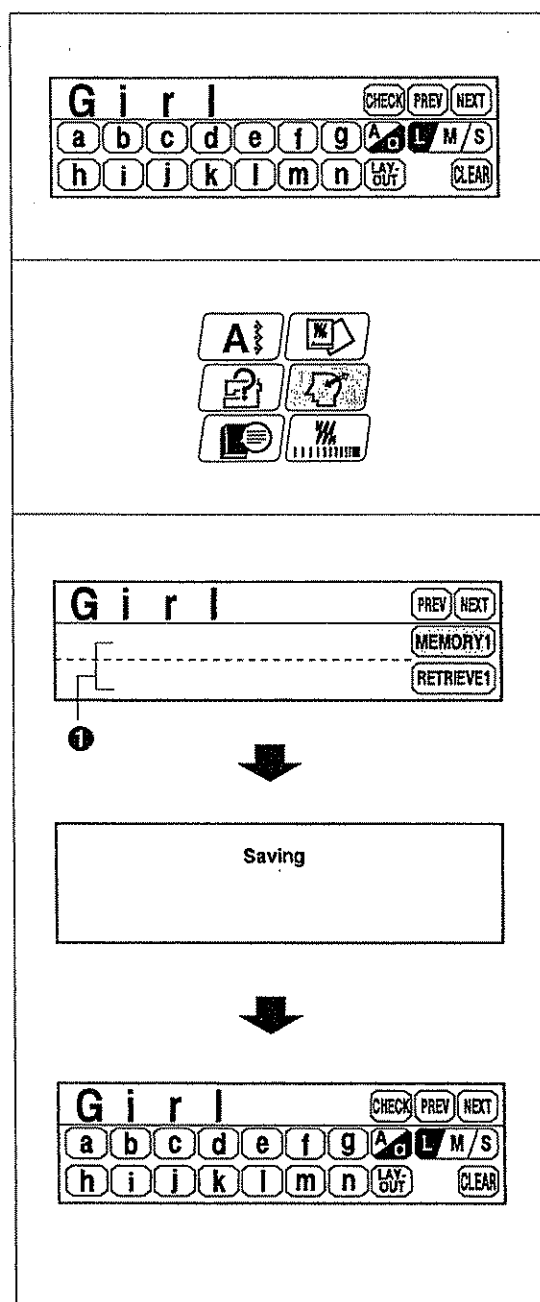 G i r l CHECK PREV NEXT
a b c d e f g A a L M/S
h i j k l m n LAY-OUT CLEAR
A
?
G i r l PREV NEXT
MEMORY1
RETRIEVE1
1
Saving
G i r l CHECK PREV NEXT
a b c d e f g A a L M/S
h i j k l m n LAY-OUT CLEAR